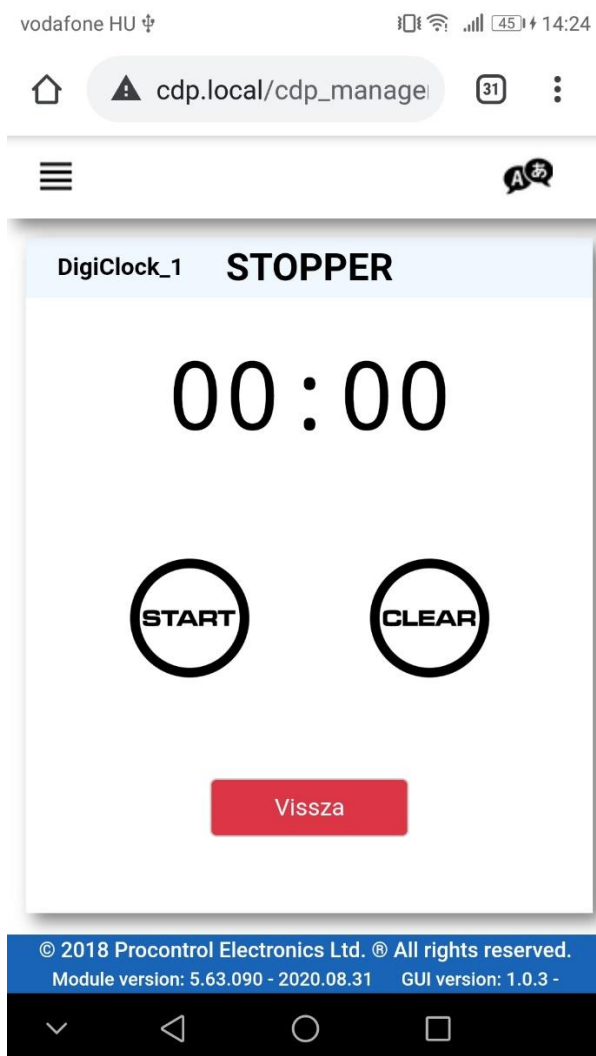 vodafone HU 45 14:24
cdp.local/cdp_manage 31
A あ
DigiClock_1 STOPPER
00:00
START CLEAR
Vissza
© 2018 Procontrol Electronics Ltd. ® All rights reserved.
Module version: 5.63.090 - 2020.08.31 GUI version: 1.0.3 -